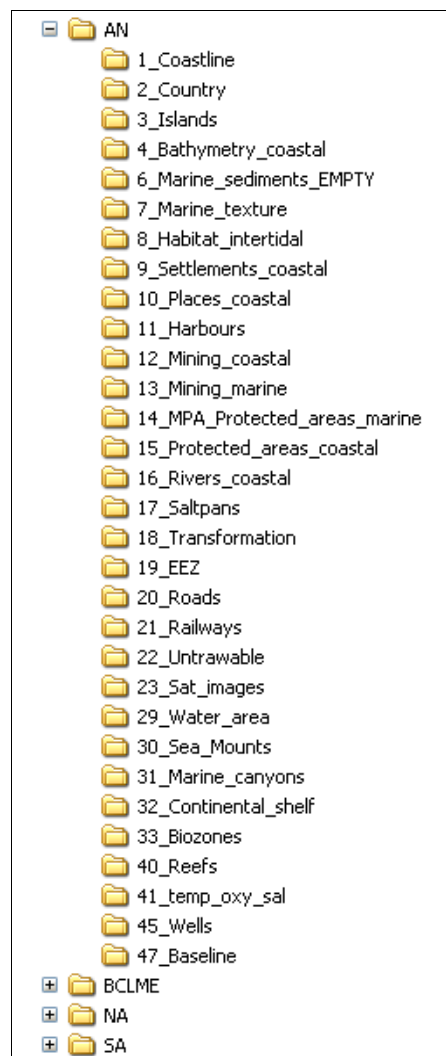 AN
1_Coastline
2_Country
3_Islands
4_Bathymetry_coastal
6_Marine_sediments_EMPTY
7_Marine_texture
8_Habitat_intertidal
9_Settlements_coastal
10_Places_coastal
11_Harbours
12_Mining_coastal
13_Mining_marine
14_MPA_Protected_areas_marine
15_Protected_areas_coastal
16_Rivers_coastal
17_Saltpans
18_Transformation
19_EEZ
20_Roads
21_Railways
22_Untrawable
23_Sat_images
29_Water_area
30_Sea_Mounts
31_Marine_canyons
32_Continental_shelf
33_Biozones
40_Reefs
41_temp_oxy_sal
45_Wells
47_Baseline
BCLME
NA
SA